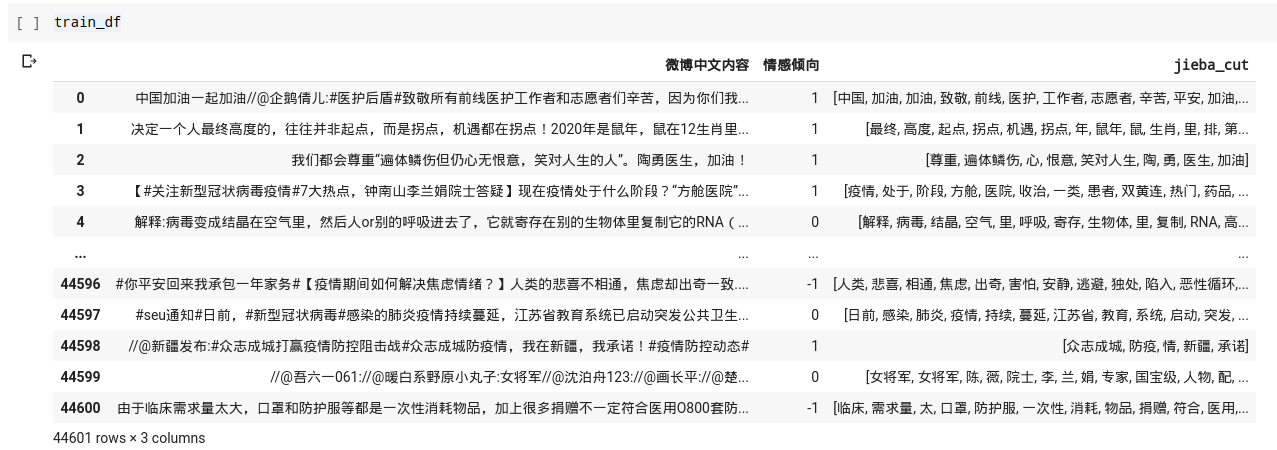 [ ] train_df
微博中文内容 情感倾向 jieba_cut
0 中国加油一起加油//@企鹅倩儿:#医护后盾#致敬所有前线医护工作者和志愿者们辛苦，因为你们我... 1 [中国, 加油, 加油, 致敬, 前线, 医护, 工作者, 志愿者, 辛苦, 平安, 加油,...
1 决定一个人最终高度的，往往并非起点，而是拐点，机遇都在拐点！2020年是鼠年，鼠在12生肖里... 1 [最终, 高度, 起点, 拐点, 机遇, 拐点, 年, 鼠年, 鼠, 生肖, 里, 排, 第...
2 我们都会尊重“遍体鳞伤但仍心无恨意，笑对人生的人”。陶勇医生，加油！ 1 [尊重, 遍体鳞伤, 心, 恨意, 笑对人生, 陶, 勇, 医生, 加油]
3 【#关注新型冠状病毒疫情#7大热点，钟南山李兰娟院士答疑】现在疫情处于什么阶段？“方舱医院”... 1 [疫情, 处于, 阶段, 方舱, 医院, 收治, 一类, 患者, 双黄连, 热门, 药品, ...
4 解释:病毒变成结晶在空气里，然后人or别的呼吸进去了，它就寄存在别的生物体里复制它的RNA（... 0 [解释, 病毒, 结晶, 空气, 里, 呼吸, 寄存, 生物体, 里, 复制, RNA, 高...
... ... ... ...
44596 #你平安回来我承包一年家务#【疫情期间如何解决焦虑情绪？】人类的悲喜不相通，焦虑却出奇一致.... -1 [人类, 悲喜, 相通, 焦虑, 出奇, 害怕, 安静, 逃避, 独处, 陷入, 恶性循环,...
44597 #seu通知#日前，#新型冠状病毒#感染的肺炎疫情持续蔓延，江苏省教育系统已启动突发公共卫生... 0 [日前, 感染, 肺炎, 疫情, 持续, 蔓延, 江苏省, 教育, 系统, 启动, 突发, ...
44598 //@新疆发布:#众志成城打赢疫情防控阻击战#众志成城防疫情，我在新疆，我承诺！#疫情防控动态# 1 [众志成城, 防疫, 情, 新疆, 承诺]
44599 //@吾六一061://@暖白系野原小丸子:女将军//@沈泊舟123://@画长平://@楚... 0 [女将军, 女将军, 陈, 薇, 院士, 李, 兰, 娟, 专家, 国宝级, 人物, 配, ...
44600 由于临床需求量太大，口罩和防护服等都是一次性消耗物品，加上很多捐赠不一定符合医用O800套防... -1 [临床, 需求量, 太, 口罩, 防护服, 一次性, 消耗, 物品, 捐赠, 符合, 医用,...
44601 rows × 3 columns